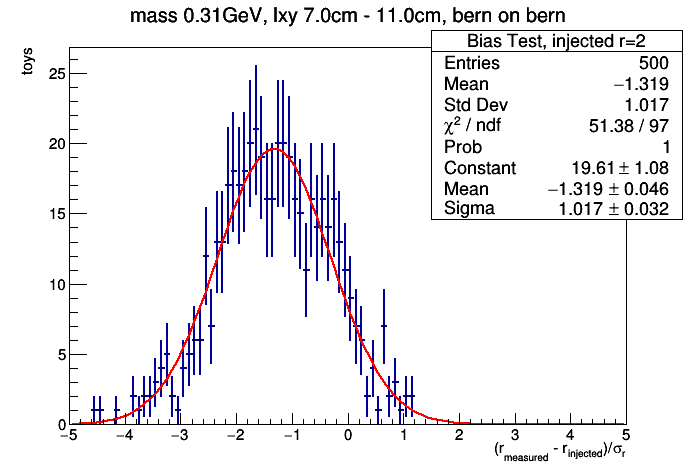 mass 0.31GeV, lxy 7.0cm - 11.0cm, bern on bern
toys
Bias Test, injected r=2
Entries 500
Mean −1.319
Std Dev 1.017
χ² / ndf 51.38 / 97
Prob 1
Constant 19.61 ± 1.08
Mean −1.319 ± 0.046
Sigma 1.017 ± 0.032
25
20
15
10
5
0
−5 −4 −3 −2 −1 0 1 2 3 4 5
(r_measured - r_injected)/σ_r